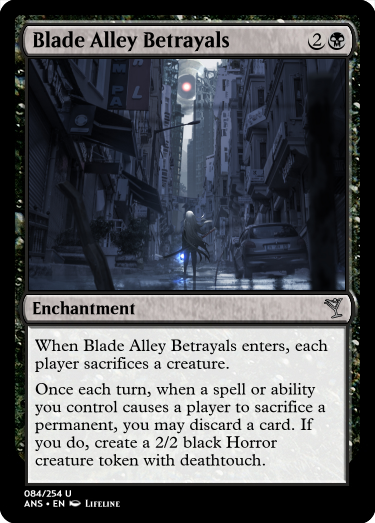 Blade Alley Betrayals 2
Enchantment
When Blade Alley Betrayals enters, each
player sacrifices a creature.
Once each turn, when a spell or ability
you control causes a player to sacrifice a
permanent, you may discard a card. If
you do, create a 2/2 black Horror
creature token with deathtouch.
084/254 U
ANS • EN LIFELINE